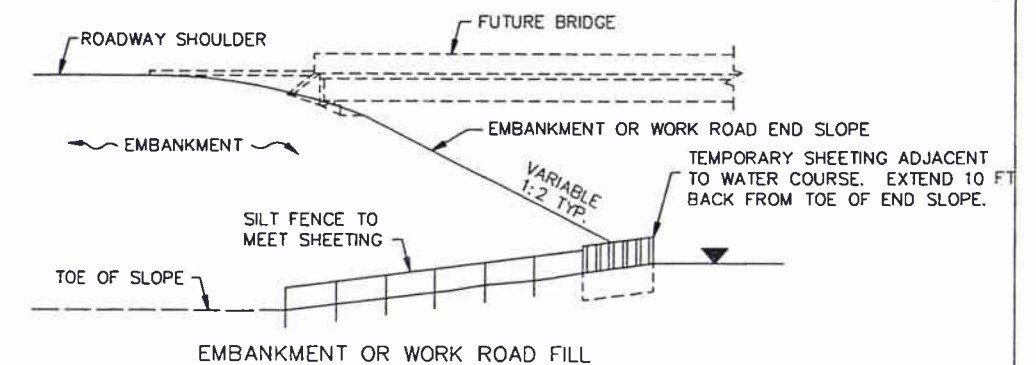 FUTURE BRIDGE
ROADWAY SHOULDER
EMBANKMENT OR WORK ROAD END SLOPE
EMBANKMENT
TEMPORARY SHEETING ADJACENT
TO WATER COURSE. EXTEND 10 FT
BACK FROM TOE OF END SLOPE.
VARIABLE
1:2 TYP.
SILT FENCE TO
MEET SHEETING
TOE OF SLOPE
EMBANKMENT OR WORK ROAD FILL